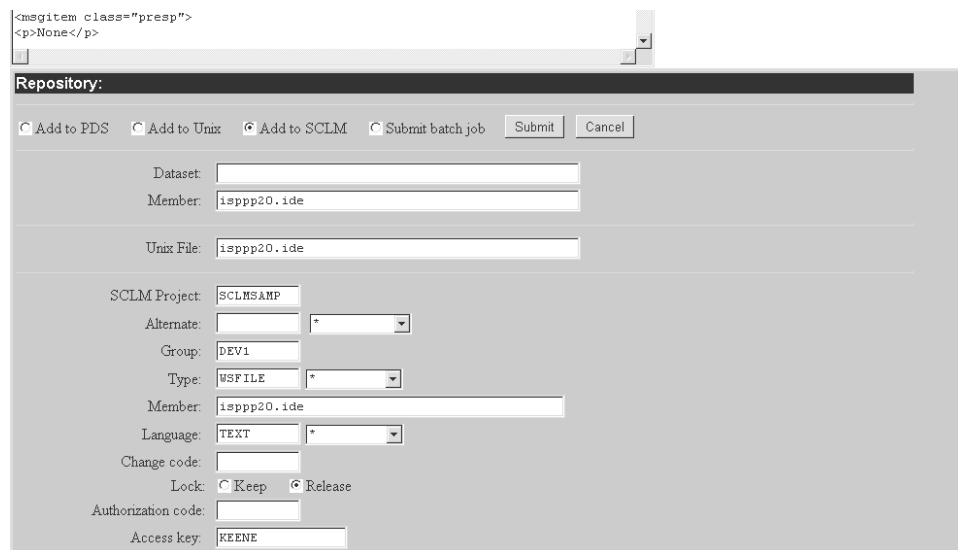 <msgitem class="presp">
<p>None</p>
Repository:
Add to PDS Add to Unix Add to SCLM Submit batch job Submit Cancel
Dataset:
Member: isppp20.ide
Unix File: isppp20.ide
SCLM Project: SCLMSAMP
Alternate: *
Group: DEV1
Type: WSFILE *
Member: isppp20.ide
Language: TEXT *
Change code:
Lock: Keep Release
Authorization code:
Access key: KEENE